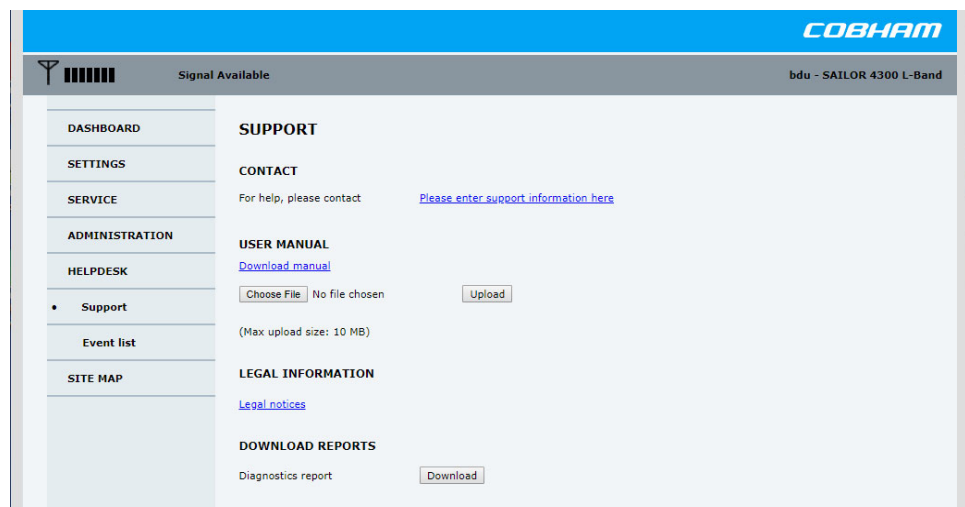 COBHAM
Signal Available
bdu - SAILOR 4300 L-Band
DASHBOARD
SETTINGS
SERVICE
ADMINISTRATION
HELPDESK
Support
Event list
SITE MAP
SUPPORT
CONTACT
For help, please contact Please enter support information here
USER MANUAL
Download manual
Choose File No file chosen Upload
(Max upload size: 10 MB)
LEGAL INFORMATION
Legal notices
DOWNLOAD REPORTS
Diagnostics report Download